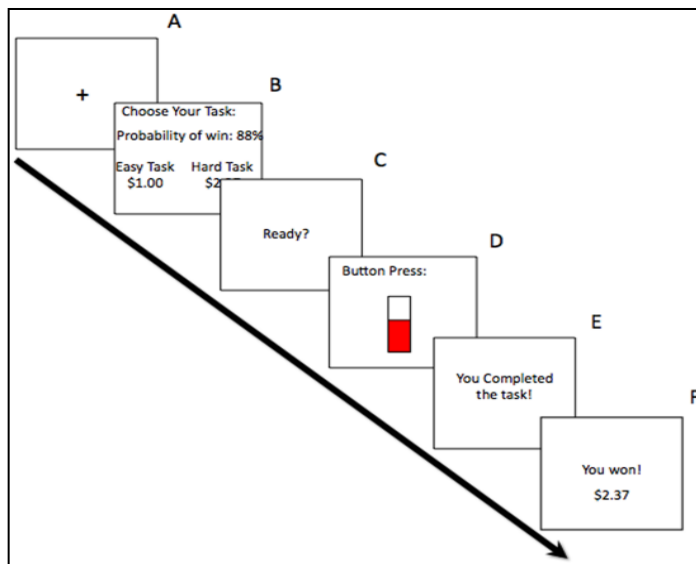 A
+
B
Choose Your Task:
Probability of win: 88%
Easy Task Hard Task
$1.00
C
Ready?
D
Button Press:
E
You Completed
the task!
F
You won!
$2.37